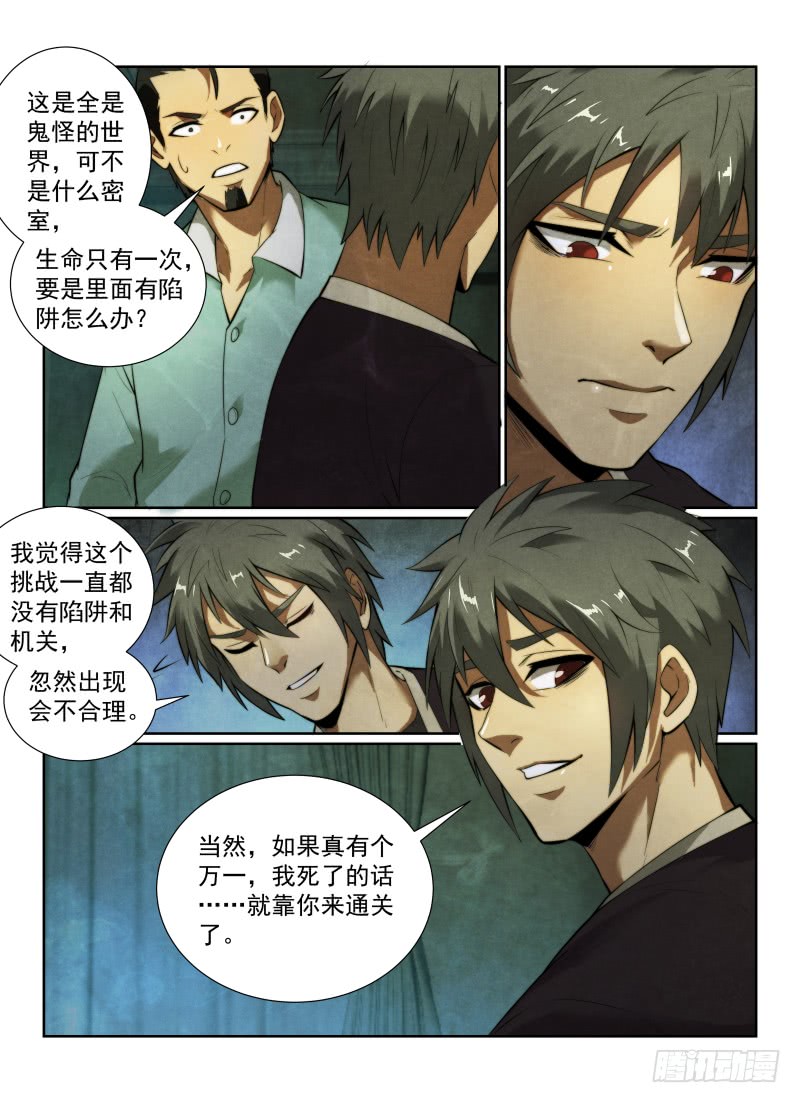 这是全是
鬼怪的世
界，可不
是什么密
室，
生命只有一次，
要是里面有陷
阱怎么办？
我觉得这个
挑战一直都
没有陷阱和
机关，
忽然出现
会不合理。
当然，如果真有个
万一，我死了的话
……就靠你来通关
了。
腾讯动漫